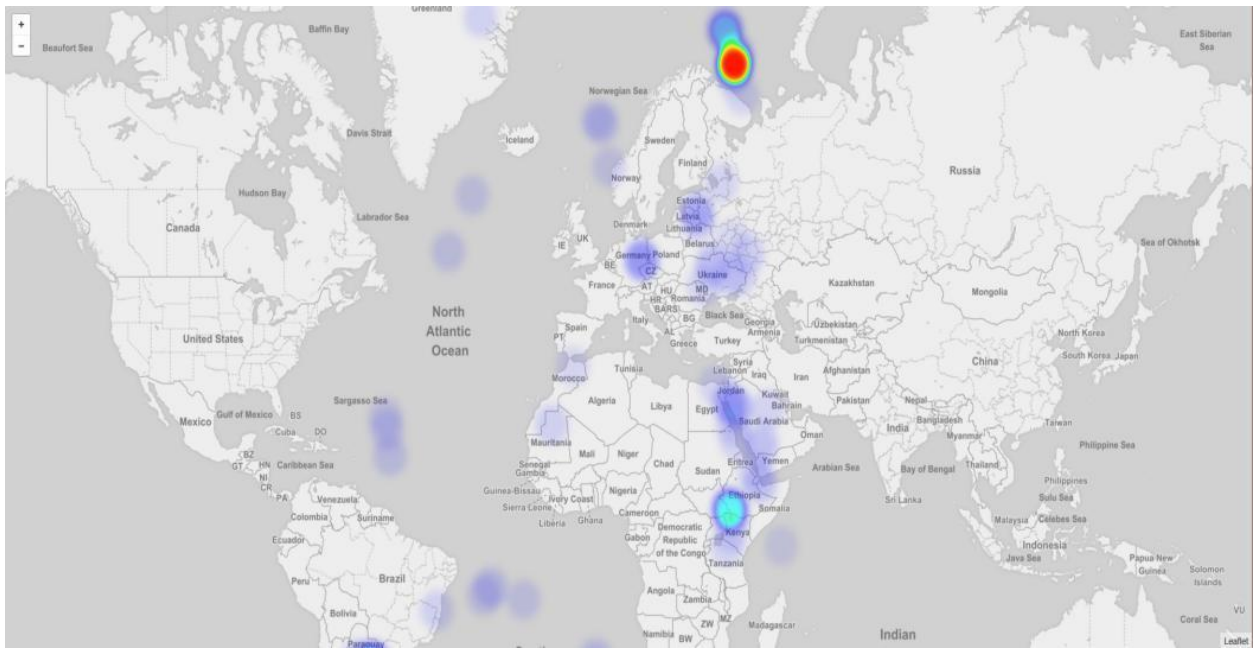 Greenland
+
−
Baffin Bay
Beaufort Sea
East Siberian
Sea
Norwegian Sea
Davis Strait
Iceland
Sweden
Finland
Russia
Norway
Hudson Bay
Canada
Labrador Sea
Estonia
Latvia
Lithuania
Denmark
IE
UK
Belarus
Sea of Okhotsk
Germany
Poland
BE
CZ
Ukraine
France
AT
HU
MD
Kazakhstan
Mongolia
HR
Romania
BARS
BG
Black Sea
Georgia
Armenia
Uzbekistan
Turkmenistan
North
Atlantic
Ocean
Italy
Spain
PT
AL
Greece
Turkey
North Korea
South Korea
Japan
United States
China
Syria
Lebanon
Iraq
Iran
Afghanistan
Tunisia
Morocco
Jordan
Kuwait
Bahrain
Pakistan
Nepal
Bangladesh
Algeria
Libya
Egypt
Saudi Arabia
Sargasso Sea
Gulf of Mexico
BS
Mexico
Cuba
DO
India
Myanmar
Taiwan
Oman
Mauritania
Philippine Sea
BZ
GT
HN
NI
CR
PA
Caribbean Sea
Mali
Niger
Chad
Sudan
Eritrea
Yemen
Arabian Sea
Bay of Bengal
Thailand
Senegal
Gambia
Guinea-Bissau
Sierra Leone
Liberia
Ivory Coast
Ghana
Nigeria
Cameroon
Ethiopia
Somalia
Sri Lanka
Philippines
Sulu Sea
Celebes Sea
Malaysia
Venezuela
Colombia
Suriname
Ecuador
Gabon
Democratic
Republic
of the Congo
Kenya
Tanzania
Indonesia
Java Sea
Papua New
Guinea
Solomon
Islands
Peru
Brazil
Bolivia
Paraguay
Angola
Zambia
Namibia
BW
ZW
MZ
Madagascar
Indian
VU
Coral Sea
Leaflet